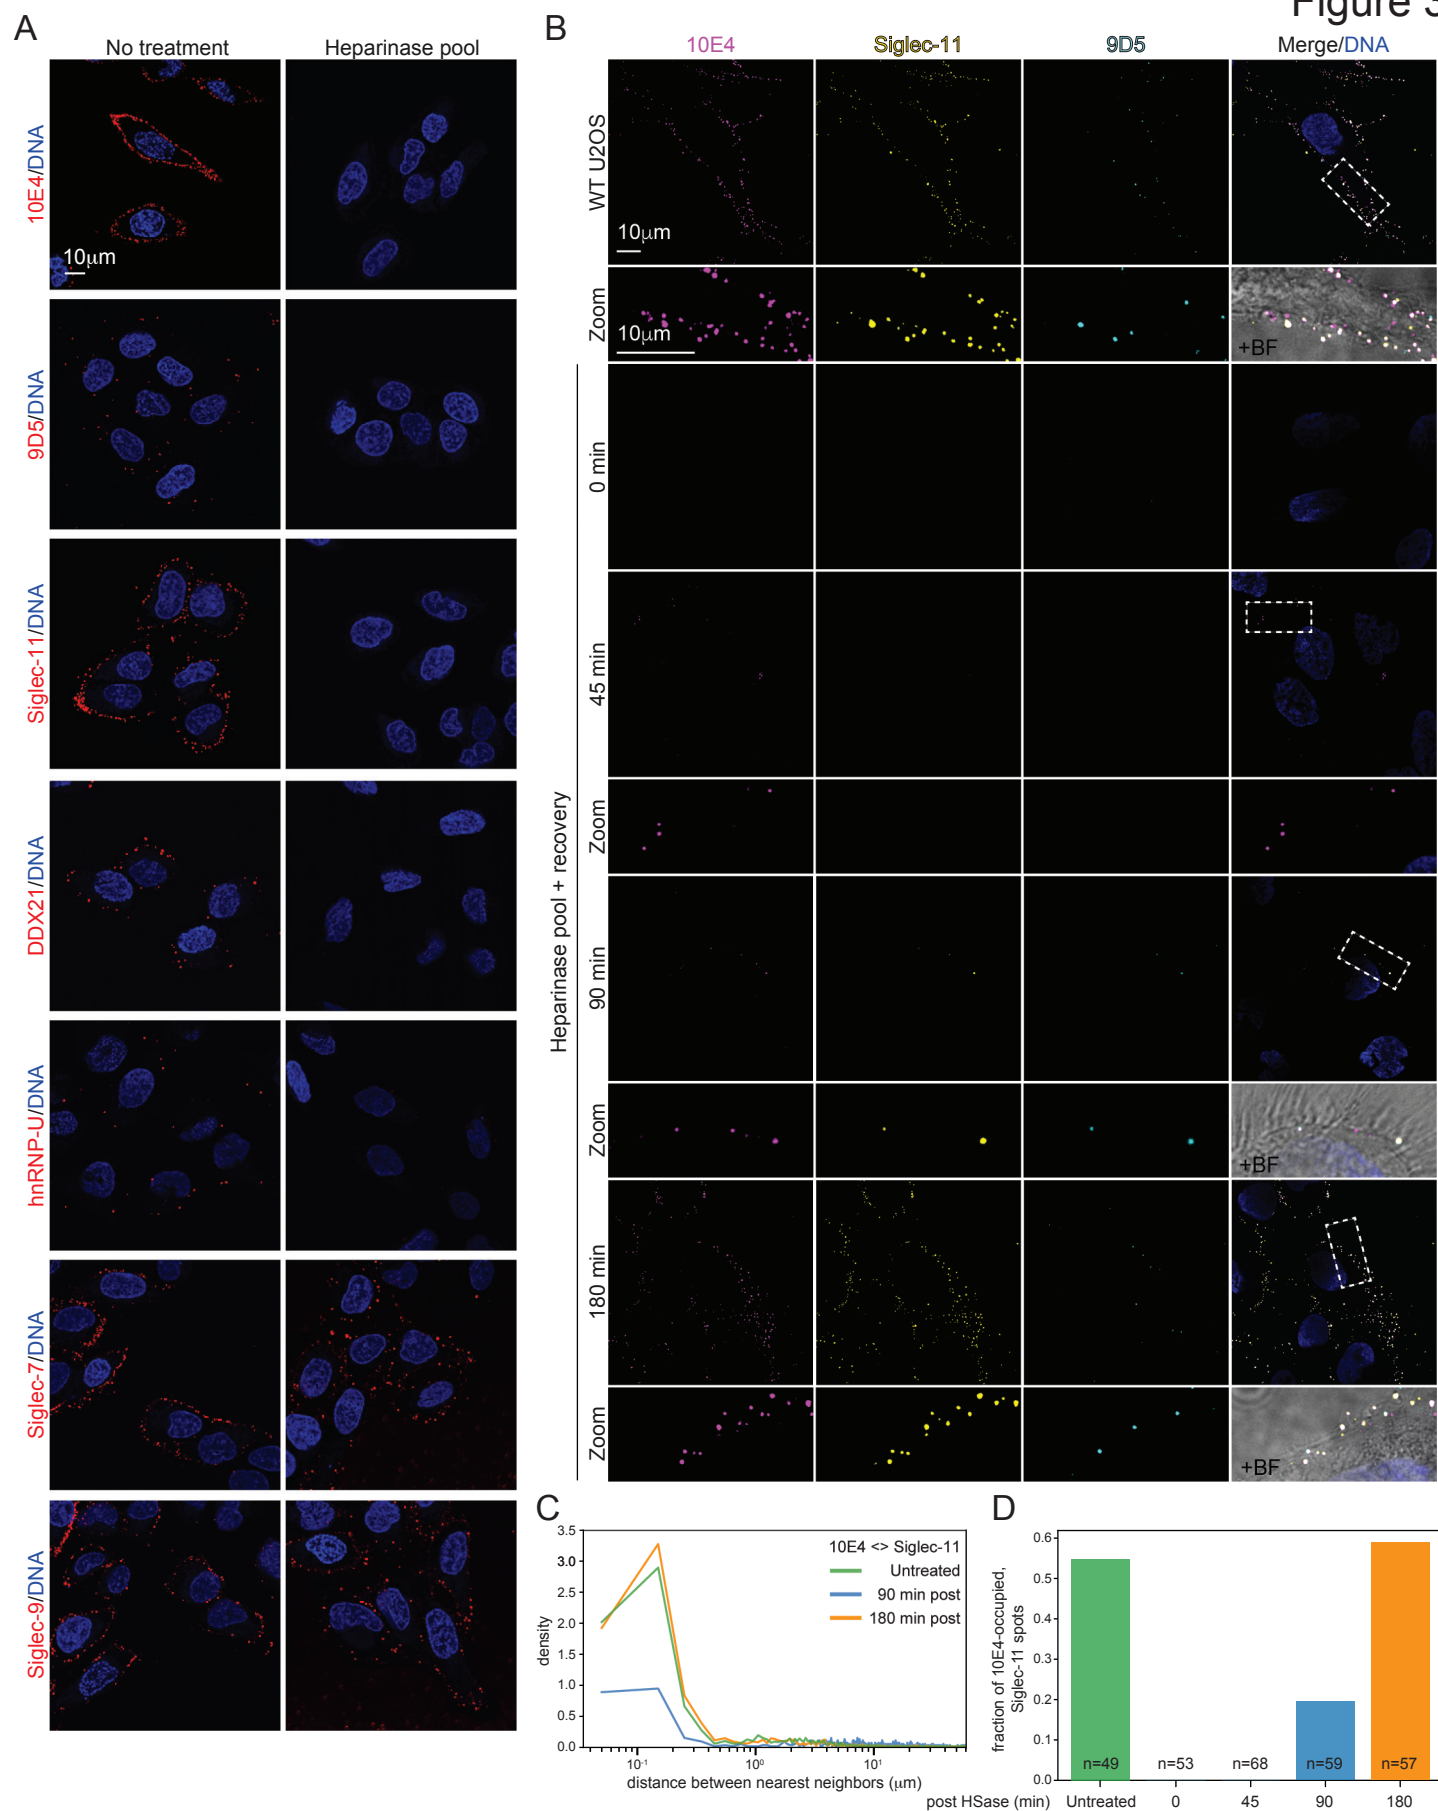 Figure 3
A
No treatment
Heparinase pool
10E4/DNA
10μm
9D5/DNA
Siglec-11/DNA
DDX21/DNA
hnRNP-U/DNA
Siglec-7/DNA
Siglec-9/DNA
B
10E4
Siglec-11
9D5
Merge/DNA
WT U2OS
10μm
Zoom
10μm
+BF
Heparinase pool + recovery
0 min
45 min
Zoom
90 min
Zoom
+BF
180 min
Zoom
+BF
C
3.5
3.0
2.5
2.0
1.5
1.0
0.5
0.0
density
10E4 <> Siglec-11
Untreated
90 min post
180 min post
10⁻¹
10⁰
10¹
distance between nearest neighbors (μm)
D
0.6
0.5
0.4
0.3
0.2
0.1
0.0
fraction of 10E4-occupied,
Siglec-11 spots
n=49
n=53
n=68
n=59
n=57
post HSase (min)
Untreated
0
45
90
180